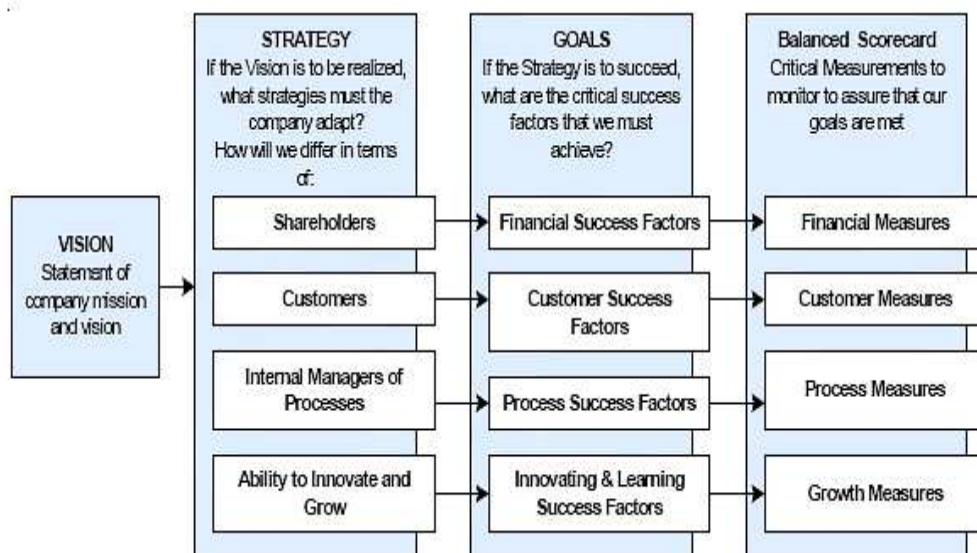 VISION
Statement of
company mission
and vision
STRATEGY
If the Vision is to be realized,
what strategies must the
company adapt?
How will we differ in terms
of:
Shareholders
Customers
Internal Managers of
Processes
Ability to Innovate and
Grow
GOALS
If the Strategy is to succeed,
what are the critical success
factors that we must
achieve?
Financial Success Factors
Customer Success
Factors
Process Success Factors
Innovating & Learning
Success Factors
Balanced Scorecard
Critical Measurements to
monitor to assure that our
goals are met
Financial Measures
Customer Measures
Process Measures
Growth Measures